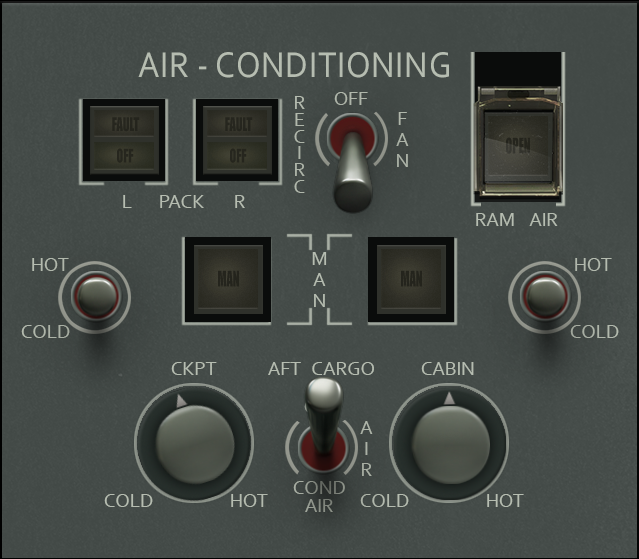 AIR - CONDITIONING
FAULT
OFF
L
FAULT
OFF
R
PACK
RECIRC
OFF
FAN
OPEN
RAM AIR
HOT
COLD
MAN
MAN
MAN
HOT
COLD
CKPT
COLD
HOT
AFT CARGO
AIR
COND
AIR
CABIN
COLD
HOT